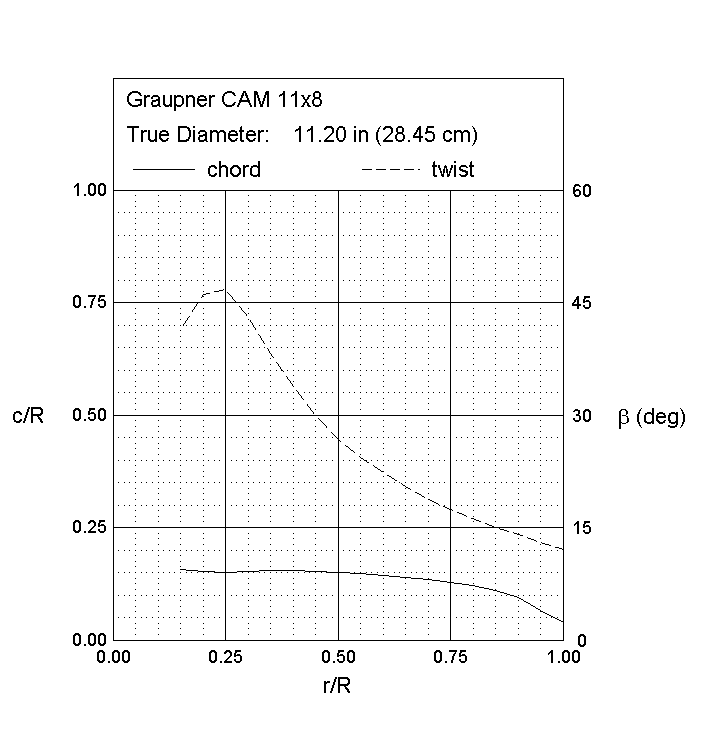 Graupner CAM 11x8
True Diameter: 11.20 in (28.45 cm)
chord twist
1.00 60
0.75 45
c/R 0.50 30 β (deg)
0.25 15
0.00 0
0.00 0.25 0.50 0.75 1.00
r/R